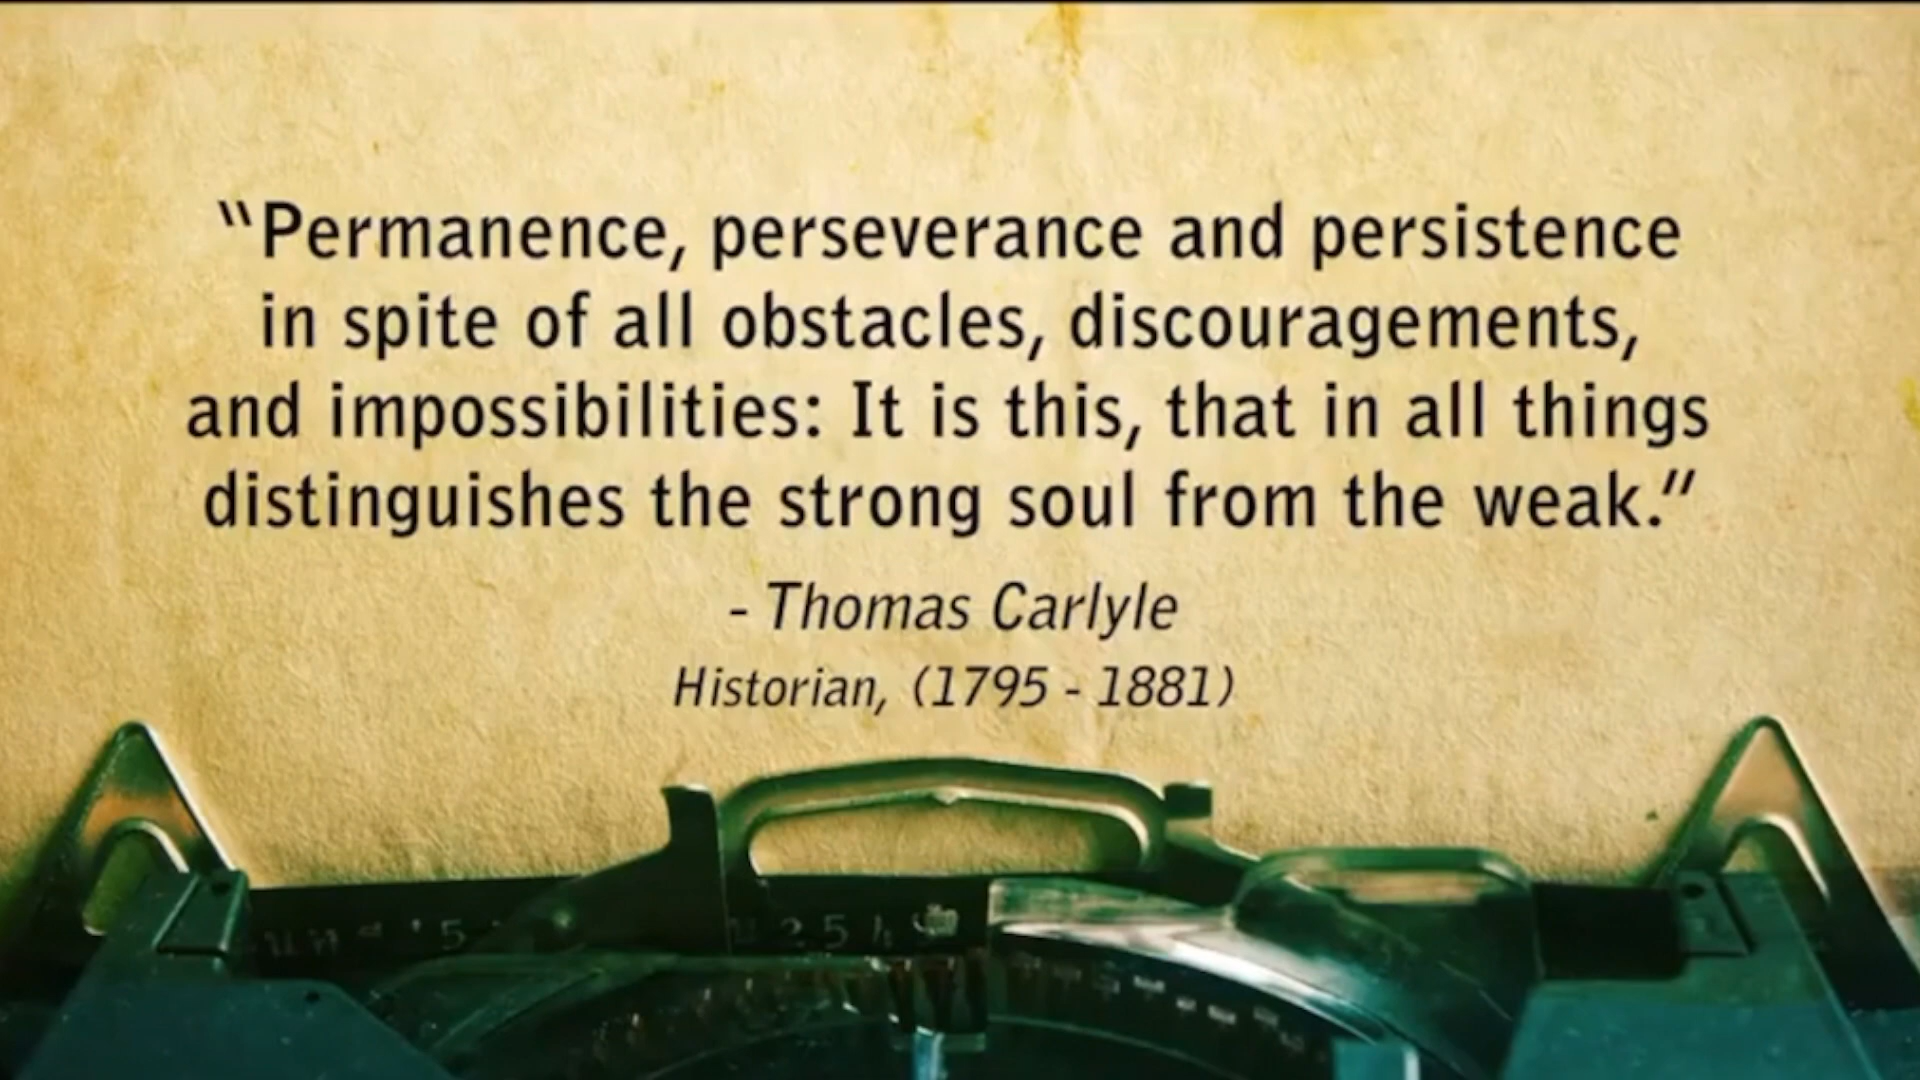 “Permanence, perseverance and persistence
in spite of all obstacles, discouragements,
and impossibilities: It is this, that in all things
distinguishes the strong soul from the weak.”
- Thomas Carlyle
Historian, (1795 - 1881)